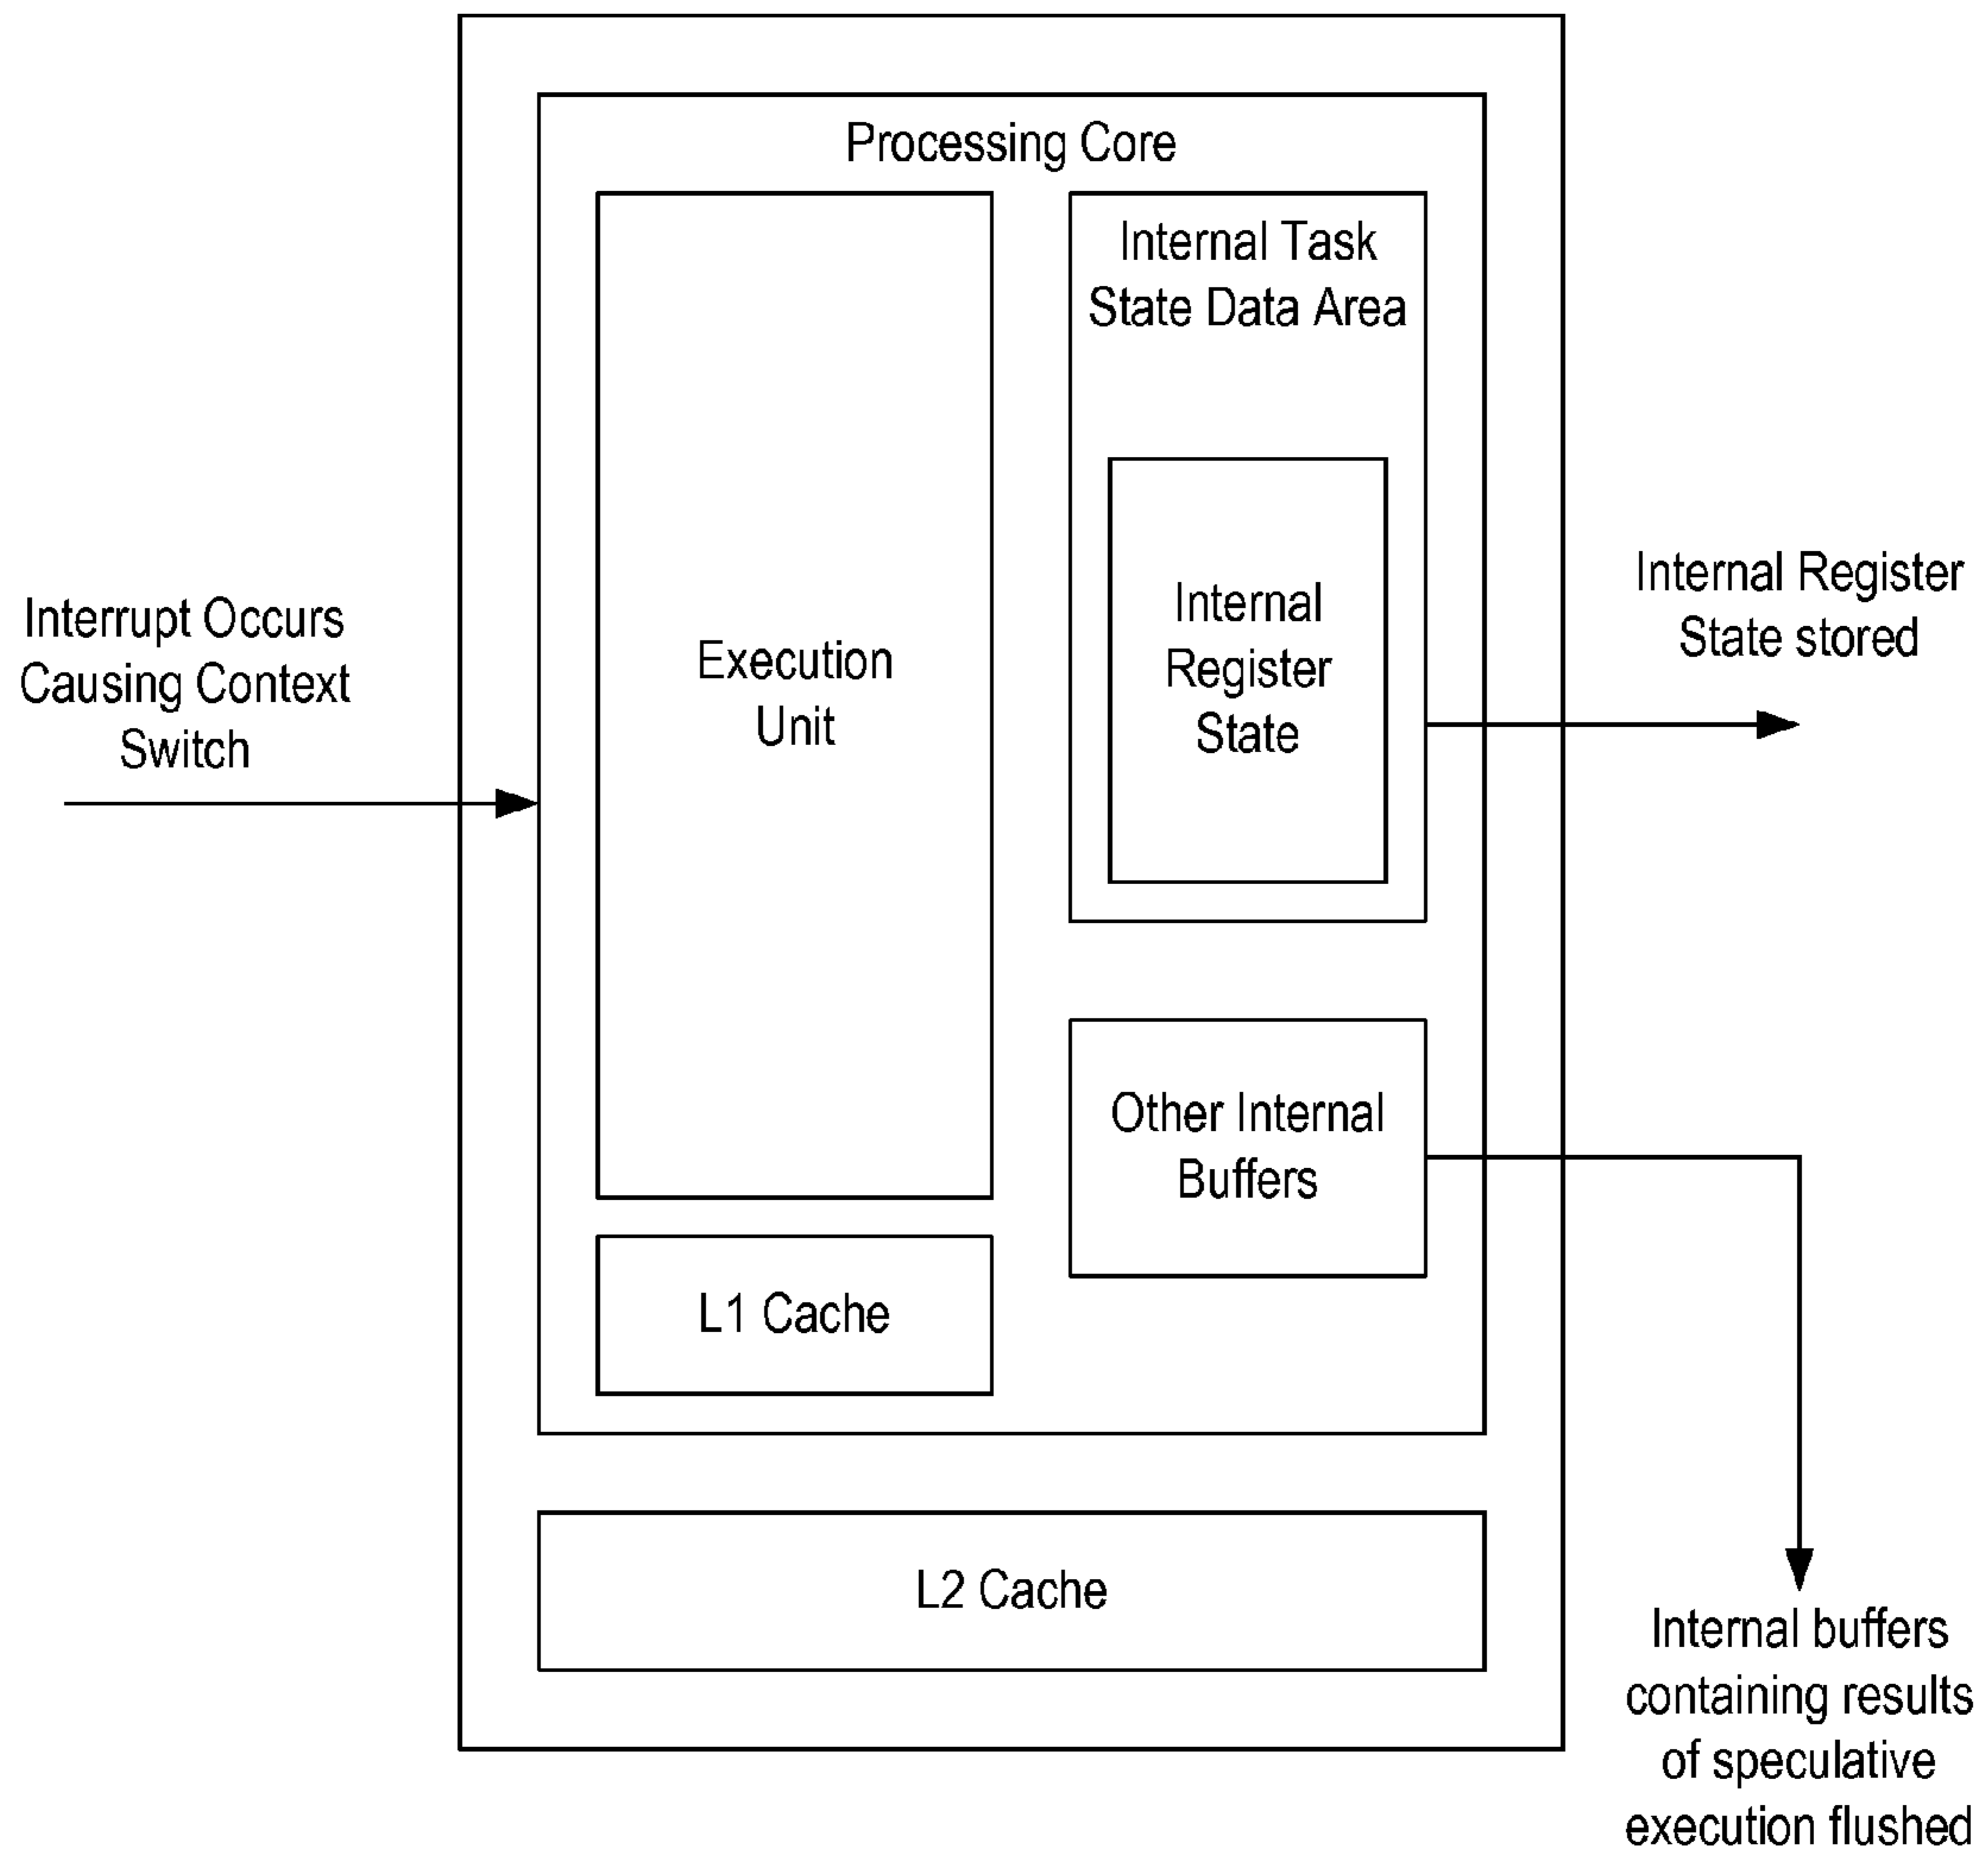 Processing Core
Internal Task
State Data Area
Interrupt Occurs
Causing Context
Switch
Execution
Unit
Internal
Register
State
Internal Register
State stored
Other Internal
Buffers
L1 Cache
L2 Cache
Internal buffers
containing results
of speculative
execution flushed